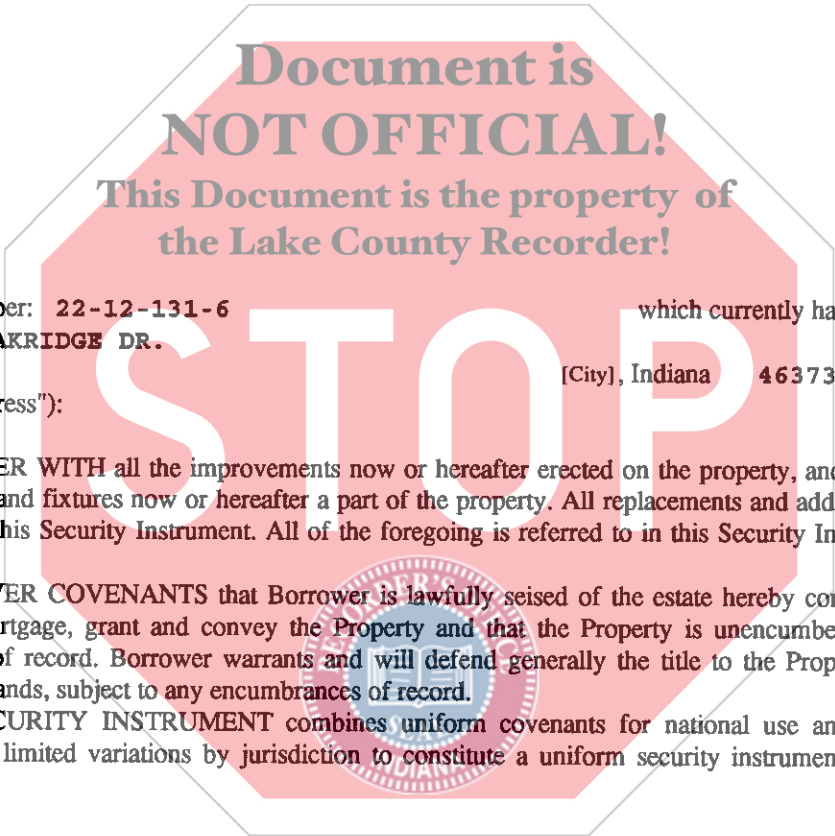 Document is
NOT OFFICIAL!
This Document is the property of
the Lake County Recorder!
er: 22-12-131-6 which currently ha
AKRIDGE DR.
[City], Indiana 46373
ress"):
STOP
ER WITH all the improvements now or hereafter erected on the property, and
and fixtures now or hereafter a part of the property. All replacements and add
his Security Instrument. All of the foregoing is referred to in this Security In
ER COVENANTS that Borrower is lawfully seised of the estate hereby co
rtgage, grant and convey the Property and that the Property is unencumbe
of record. Borrower warrants and will defend generally the title to the Prop
ands, subject to any encumbrances of record.
CURITY INSTRUMENT combines uniform covenants for national use an
limited variations by jurisdiction to constitute a uniform security instrumen
SEAL
INDIANA